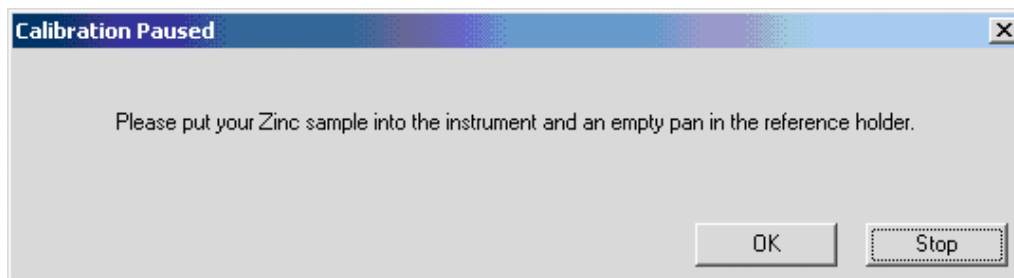 Calibration Paused
Please put your Zinc sample into the instrument and an empty pan in the reference holder.
OK
Stop